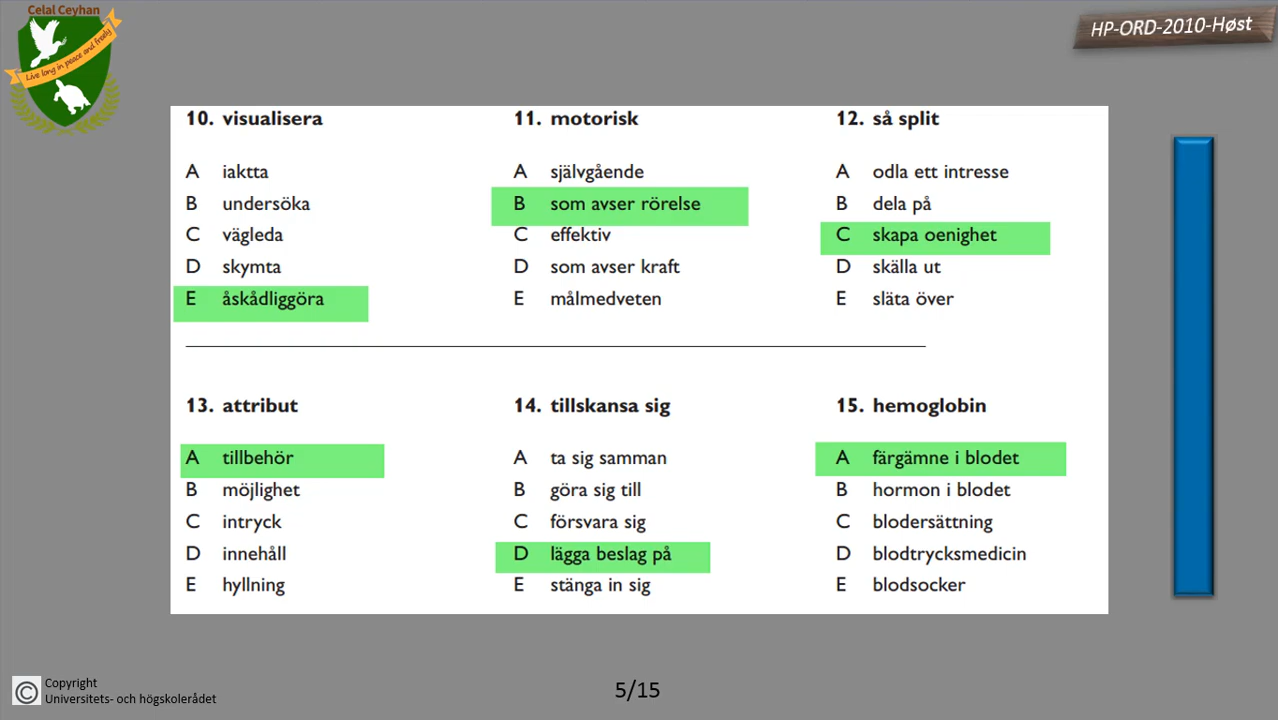 Celal Ceyhan
Live long in peace and freely
HP-ORD-2010-Høst
10. visualisera
A iaktta
B undersöka
C vägleda
D skymta
E åskådliggöra
11. motorisk
A självgående
B som avser rörelse
C effektiv
D som avser kraft
E målmedveten
12. så split
A odla ett intresse
B dela på
C skapa oenighet
D skälla ut
E släta över
13. attribut
A tillbehör
B möjlighet
C intryck
D innehåll
E hyllning
14. tillskansa sig
A ta sig samman
B göra sig till
C försvara sig
D lägga beslag på
E stänga in sig
15. hemoglobin
A färgämne i blodet
B hormon i blodet
C blodersättning
D blodtrycksmedicin
E blodsocker
© Copyright
Universitets- och högskolerådet
5/15